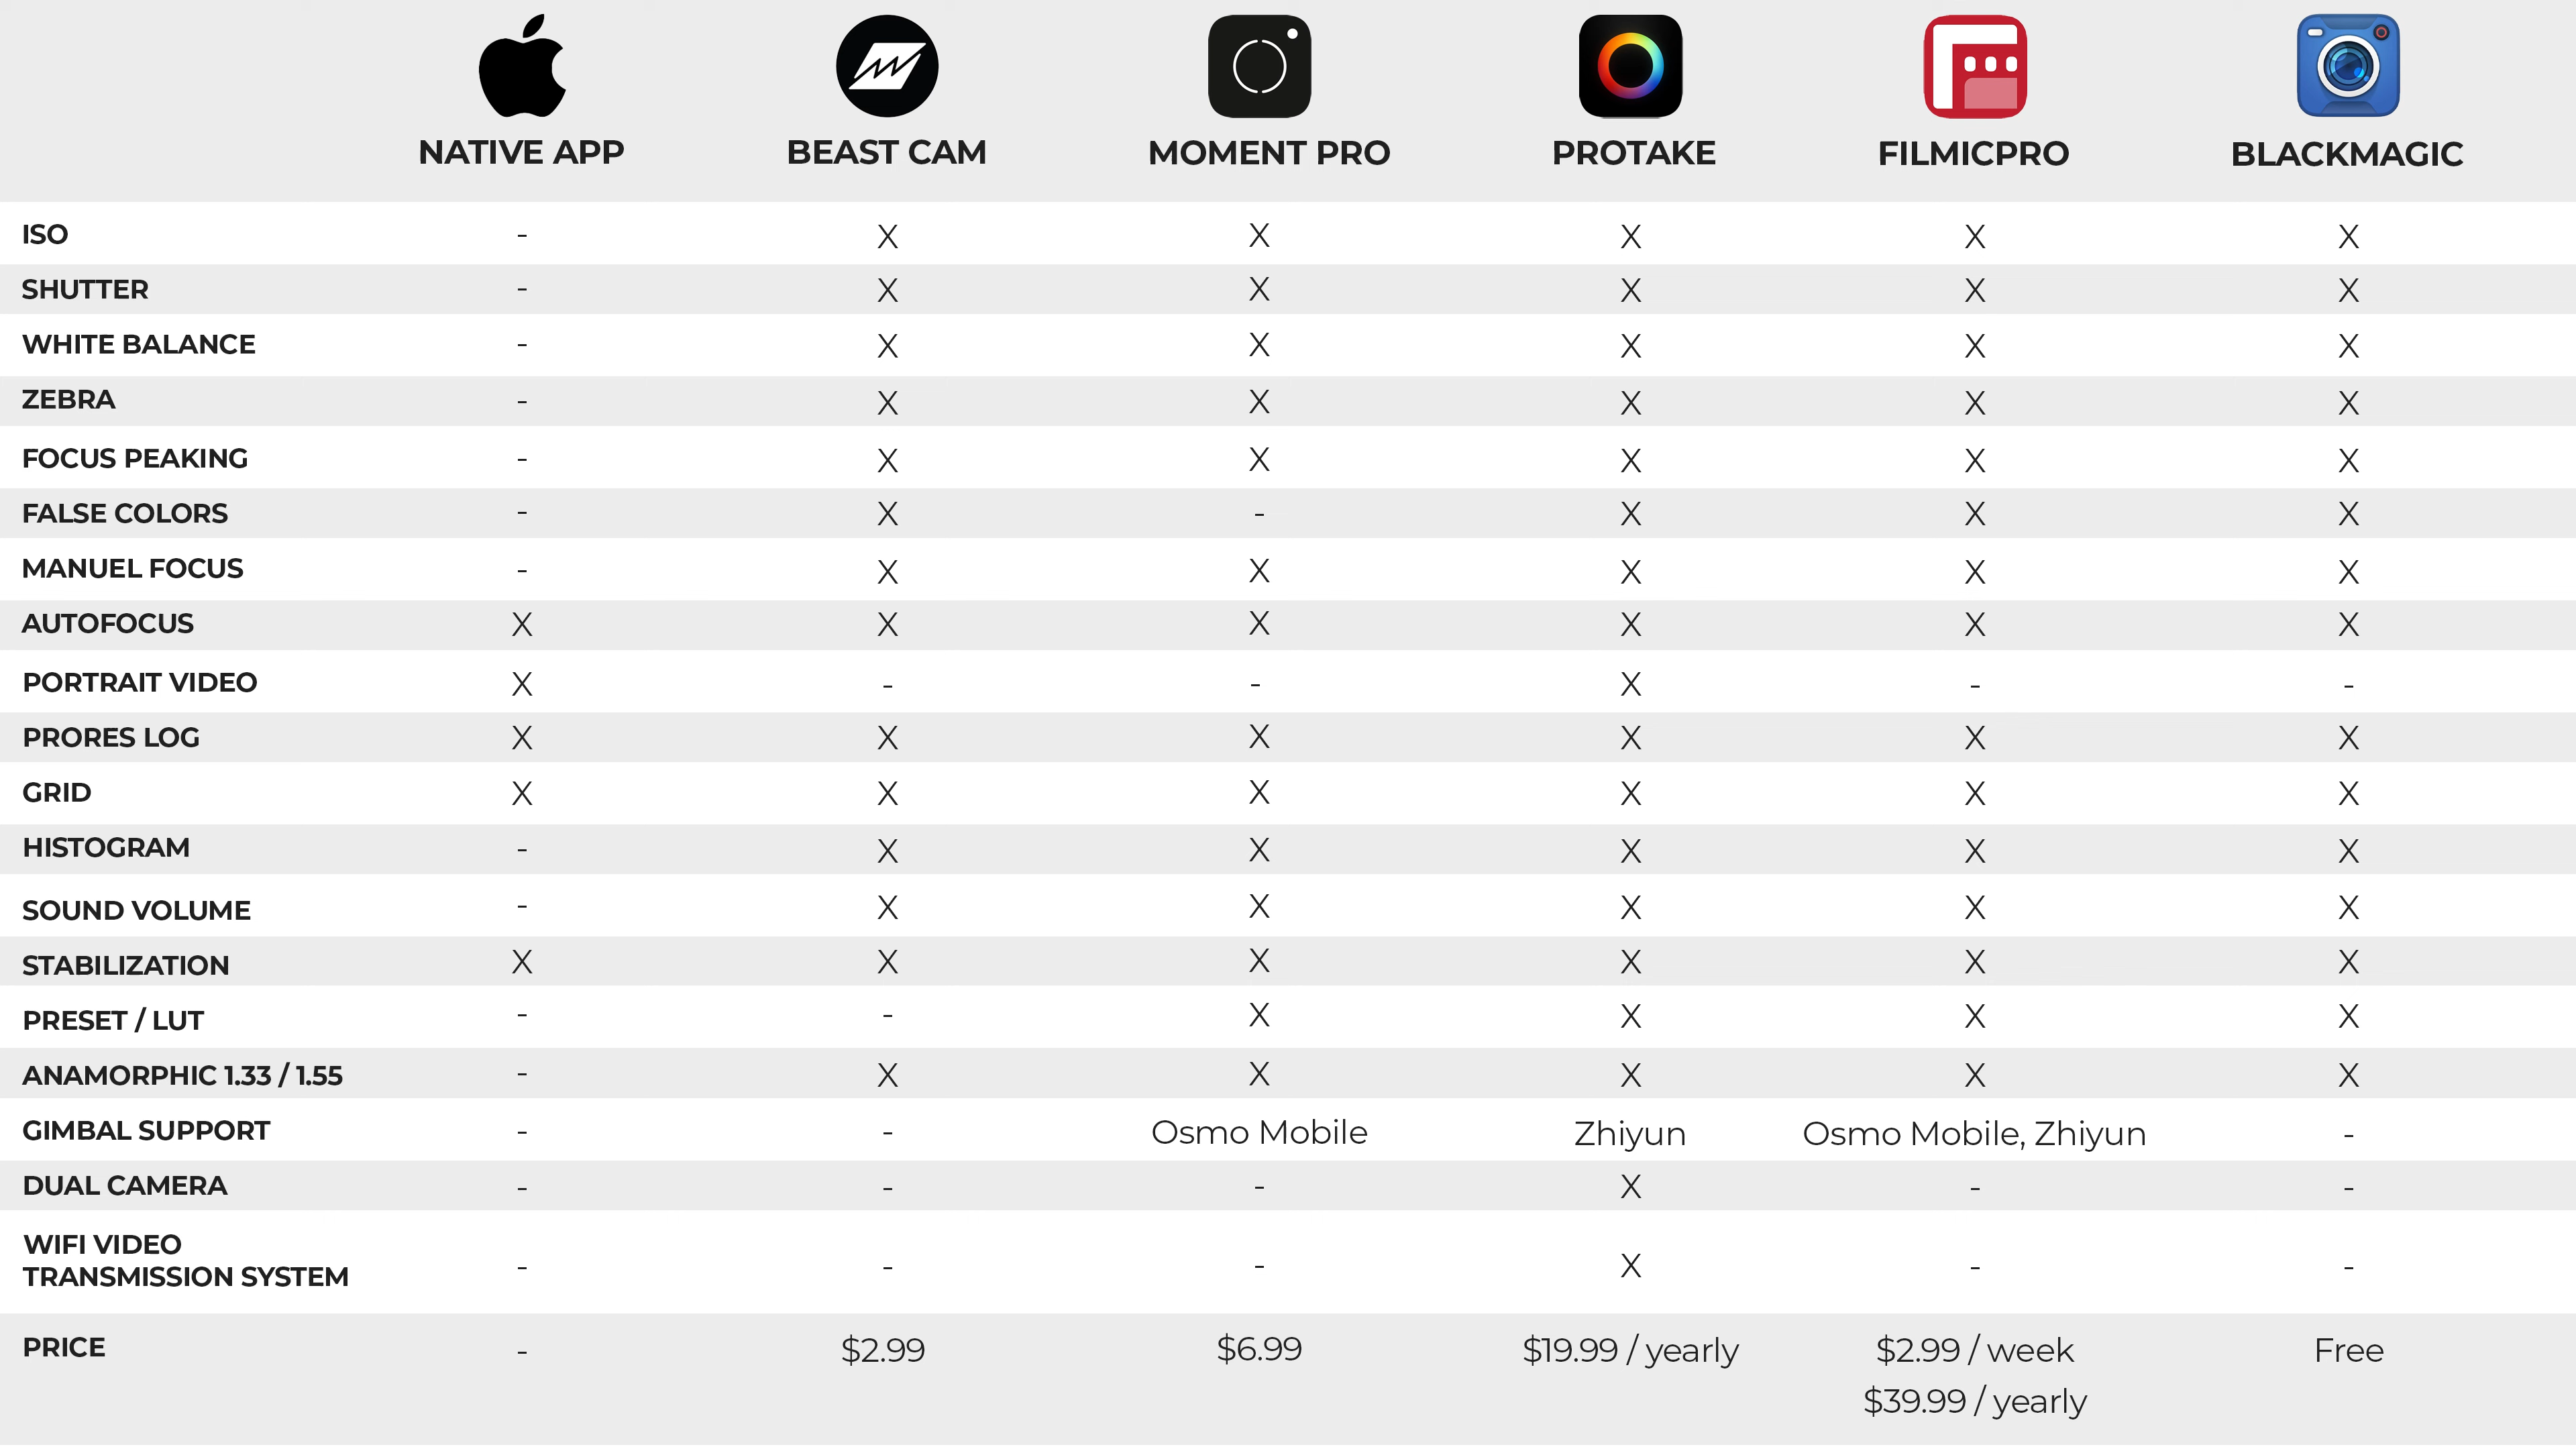 NATIVE APP BEAST CAM MOMENT PRO PROTAKE FILMICPRO BLACKMAGIC
ISO - X X X X X
SHUTTER - X X X X X
WHITE BALANCE - X X X X X
ZEBRA - X X X X X
FOCUS PEAKING - X X X X X
FALSE COLORS - X - X X X
MANUEL FOCUS - X X X X X
AUTOFOCUS X X X X X X
PORTRAIT VIDEO X - - X - -
PRORES LOG X X X X X X
GRID X X X X X X
HISTOGRAM - X X X X X
SOUND VOLUME - X X X X X
STABILIZATION X X X X X X
PRESET / LUT - - X X X X
ANAMORPHIC 1.33 / 1.55 - X X X X X
GIMBAL SUPPORT - - Osmo Mobile Zhiyun Osmo Mobile, Zhiyun -
DUAL CAMERA - - - X - -
WIFI VIDEO
TRANSMISSION SYSTEM - - - X - -
PRICE - $2.99 $6.99 $19.99 / yearly $2.99 / week Free
$39.99 / yearly